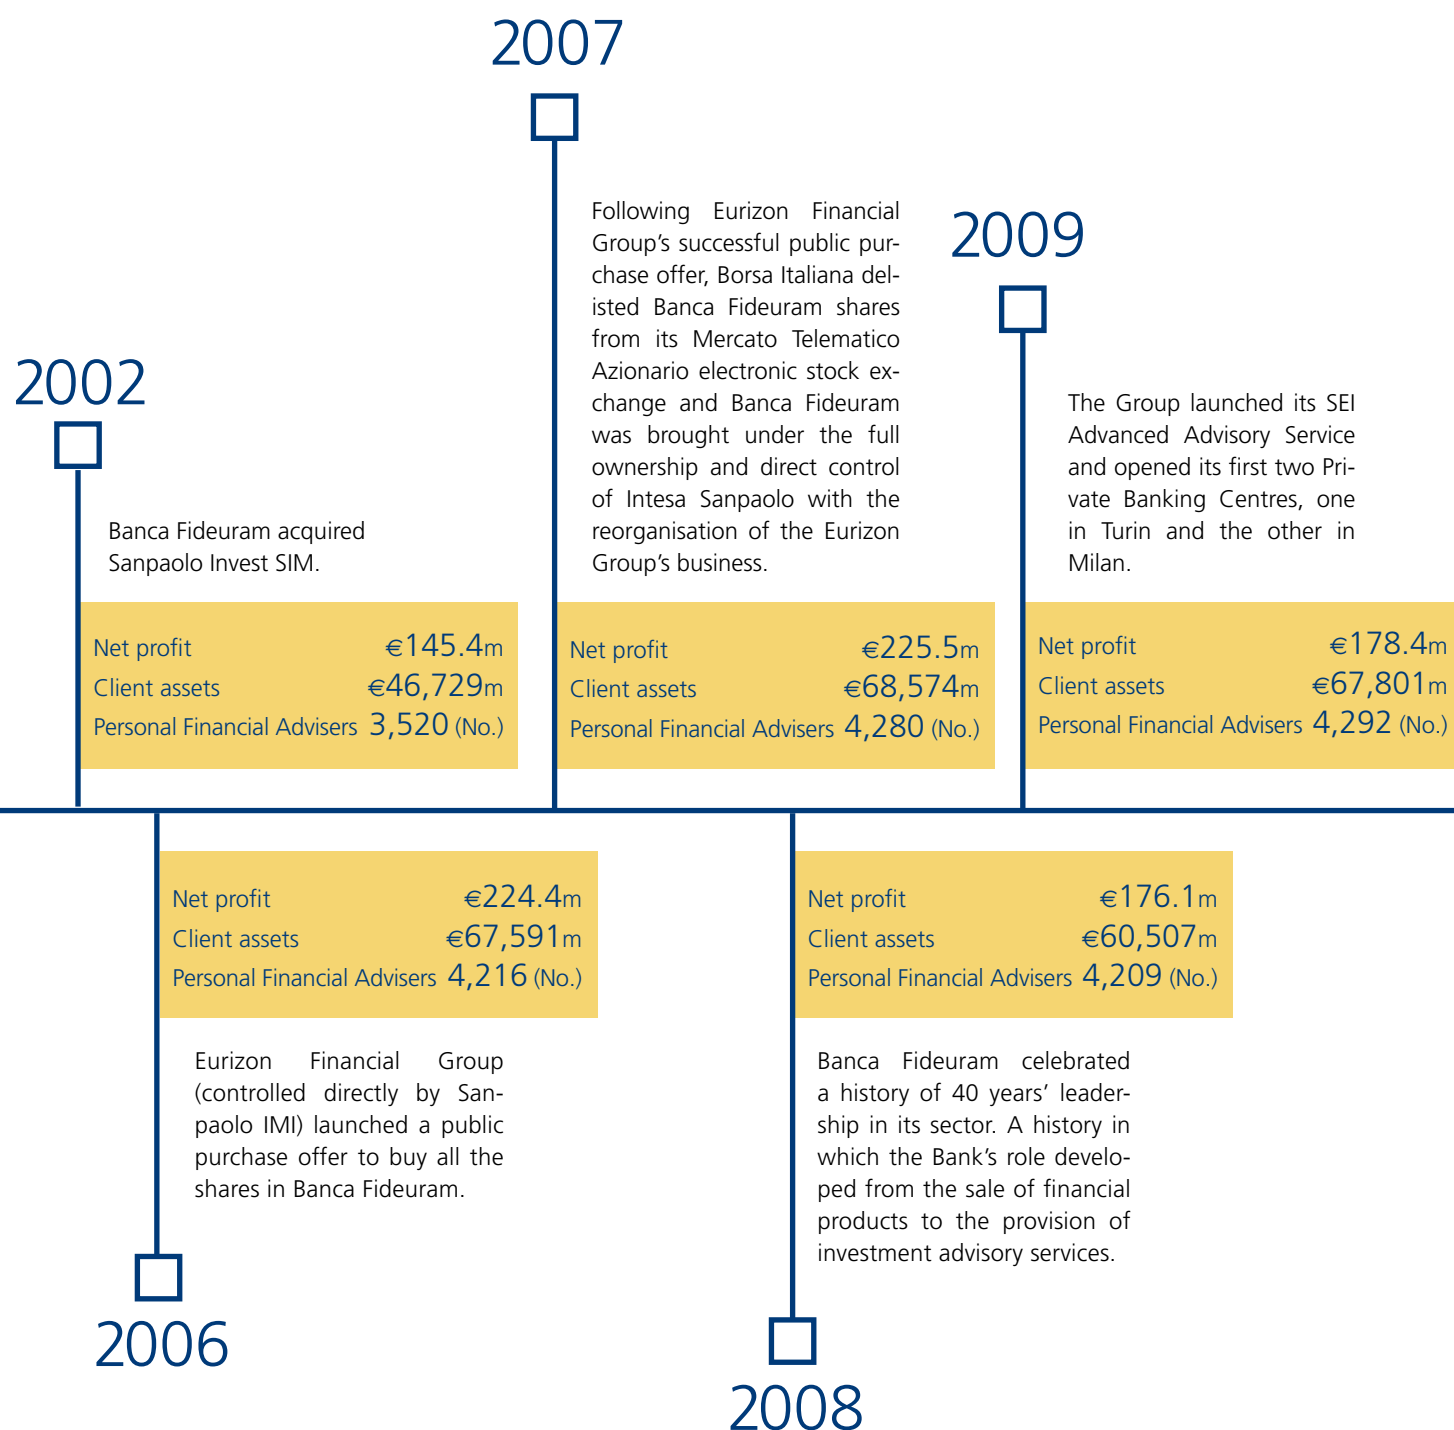 2002
Banca Fideuram acquired
Sanpaolo Invest SIM.
Net profit €145.4m
Client assets €46,729m
Personal Financial Advisers 3,520 (No.)
2006
Net profit €224.4m
Client assets €67,591m
Personal Financial Advisers 4,216 (No.)
Eurizon Financial Group
(controlled directly by San-
paolo IMI) launched a public
purchase offer to buy all the
shares in Banca Fideuram.
2007
Following Eurizon Financial
Group’s successful public pur-
chase offer, Borsa Italiana del-
isted Banca Fideuram shares
from its Mercato Telematico
Azionario electronic stock ex-
change and Banca Fideuram
was brought under the full
ownership and direct control
of Intesa Sanpaolo with the
reorganisation of the Eurizon
Group’s business.
Net profit €225.5m
Client assets €68,574m
Personal Financial Advisers 4,280 (No.)
2008
Net profit €176.1m
Client assets €60,507m
Personal Financial Advisers 4,209 (No.)
Banca Fideuram celebrated
a history of 40 years’ leader-
ship in its sector. A history in
which the Bank’s role develo-
ped from the sale of financial
products to the provision of
investment advisory services.
2009
The Group launched its SEI
Advanced Advisory Service
and opened its first two Pri-
vate Banking Centres, one
in Turin and the other in
Milan.
Net profit €178.4m
Client assets €67,801m
Personal Financial Advisers 4,292 (No.)